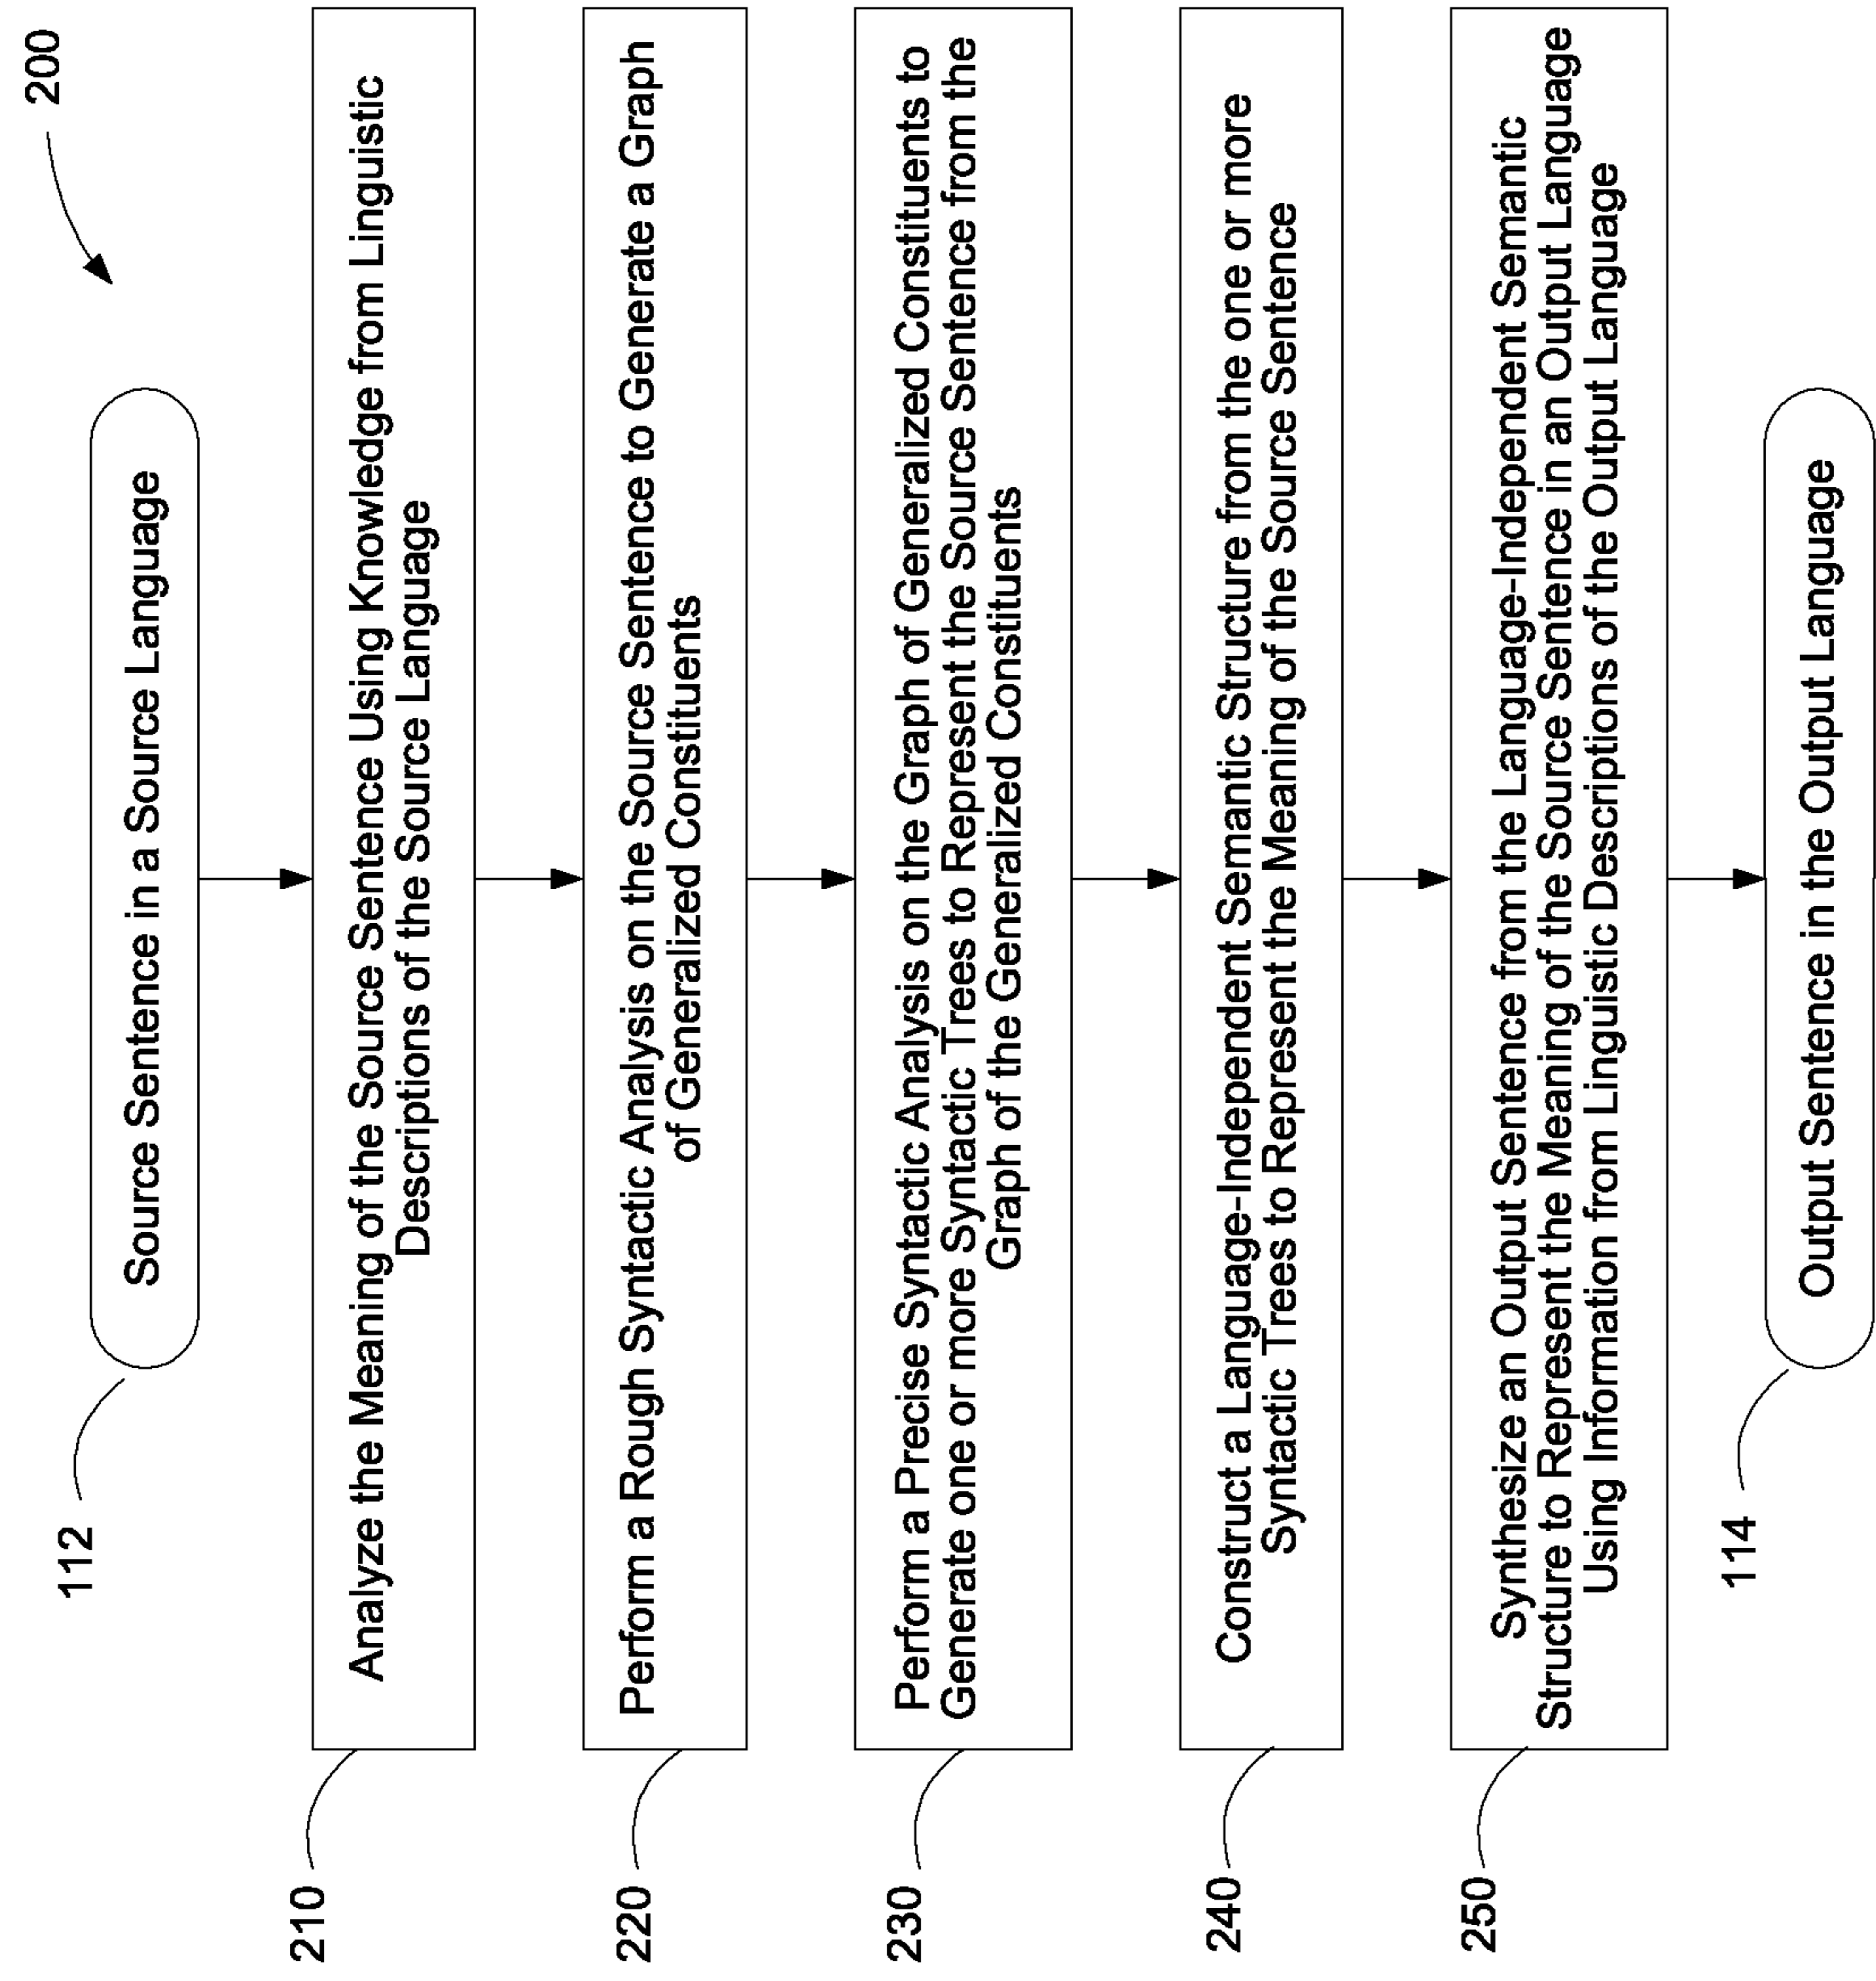 200
112
Source Sentence in a Source Language
210
Analyze the Meaning of the Source Sentence Using Knowledge from Linguistic
Descriptions of the Source Language
220
Perform a Rough Syntactic Analysis on the Source Sentence to Generate a Graph
of Generalized Constituents
230
Perform a Precise Syntactic Analysis on the Graph of Generalized Constituents to
Generate one or more Syntactic Trees to Represent the Source Sentence from the
Graph of the Generalized Constituents
240
Construct a Language-Independent Semantic Structure from the one or more
Syntactic Trees to Represent the Meaning of the Source Sentence
250
Synthesize an Output Sentence from the Language-Independent Semantic
Structure to Represent the Meaning of the Source Sentence in an Output Language
Using Information from Linguistic Descriptions of the Output Language
114
Output Sentence in the Output Language